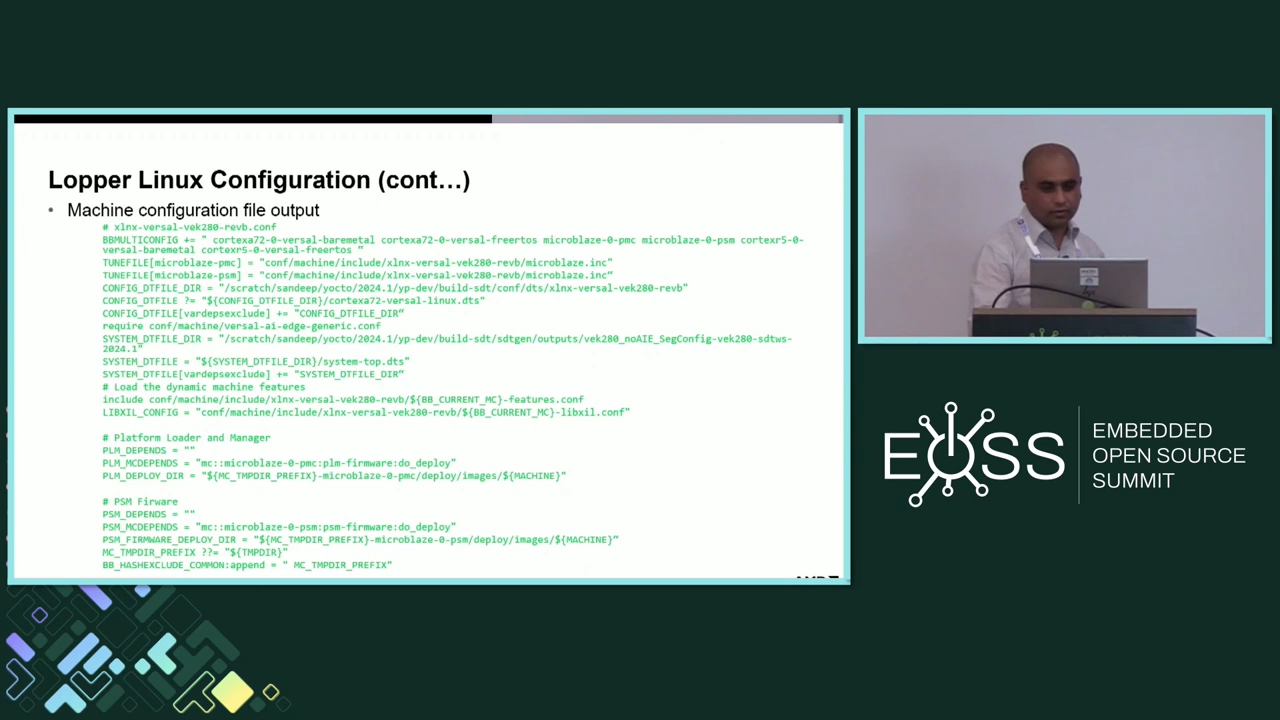 Lopper Linux Configuration (cont…)
• Machine configuration file output
# xlnx-versal-vek280-revb.conf
BBMULTICONFIG += " cortexa72-0-versal-baremetal cortexa72-0-versal-freertos microblaze-0-pmc microblaze-0-psm cortexr5-0-
versal-baremetal cortexr5-0-versal-freertos “
TUNEFILE[microblaze-pmc] = "conf/machine/include/xlnx-versal-vek280-revb/microblaze.inc"
TUNEFILE[microblaze-psm] = "conf/machine/include/xlnx-versal-vek280-revb/microblaze.inc“
CONFIG_DTFILE_DIR = "/scratch/sandeep/yocto/2024.1/yp-dev/build-sdt/conf/dts/xlnx-versal-vek280-revb"
CONFIG_DTFILE ?= "${CONFIG_DTFILE_DIR}/cortexa72-versal-linux.dts"
CONFIG_DTFILE[vardepsexclude] += "CONFIG_DTFILE_DIR“
require conf/machine/versal-ai-edge-generic.conf
SYSTEM_DTFILE_DIR = "/scratch/sandeep/yocto/2024.1/yp-dev/build-sdt/sdtgen/outputs/vek280_noAIE_SegConfig-vek280-sdtws-
2024.1"
SYSTEM_DTFILE = "${SYSTEM_DTFILE_DIR}/system-top.dts"
SYSTEM_DTFILE[vardepsexclude] += "SYSTEM_DTFILE_DIR“
# Load the dynamic machine features
include conf/machine/include/xlnx-versal-vek280-revb/${BB_CURRENT_MC}-features.conf
LIBXIL_CONFIG = "conf/machine/include/xlnx-versal-vek280-revb/${BB_CURRENT_MC}-libxil.conf"
# Platform Loader and Manager
PLM_DEPENDS = ""
PLM_MCDEPENDS = "mc::microblaze-0-pmc:plm-firmware:do_deploy"
PLM_DEPLOY_DIR = "${MC_TMPDIR_PREFIX}-microblaze-0-pmc/deploy/images/${MACHINE}"
# PSM Firware
PSM_DEPENDS = ""
PSM_MCDEPENDS = "mc::microblaze-0-psm:psm-firmware:do_deploy"
PSM_FIRMWARE_DEPLOY_DIR = "${MC_TMPDIR_PREFIX}-microblaze-0-psm/deploy/images/${MACHINE}“
MC_TMPDIR_PREFIX ??= "${TMPDIR}"
BB_HASHEXCLUDE_COMMON:append = " MC_TMPDIR_PREFIX"
EOSS
EMBEDDED
OPEN SOURCE
SUMMIT